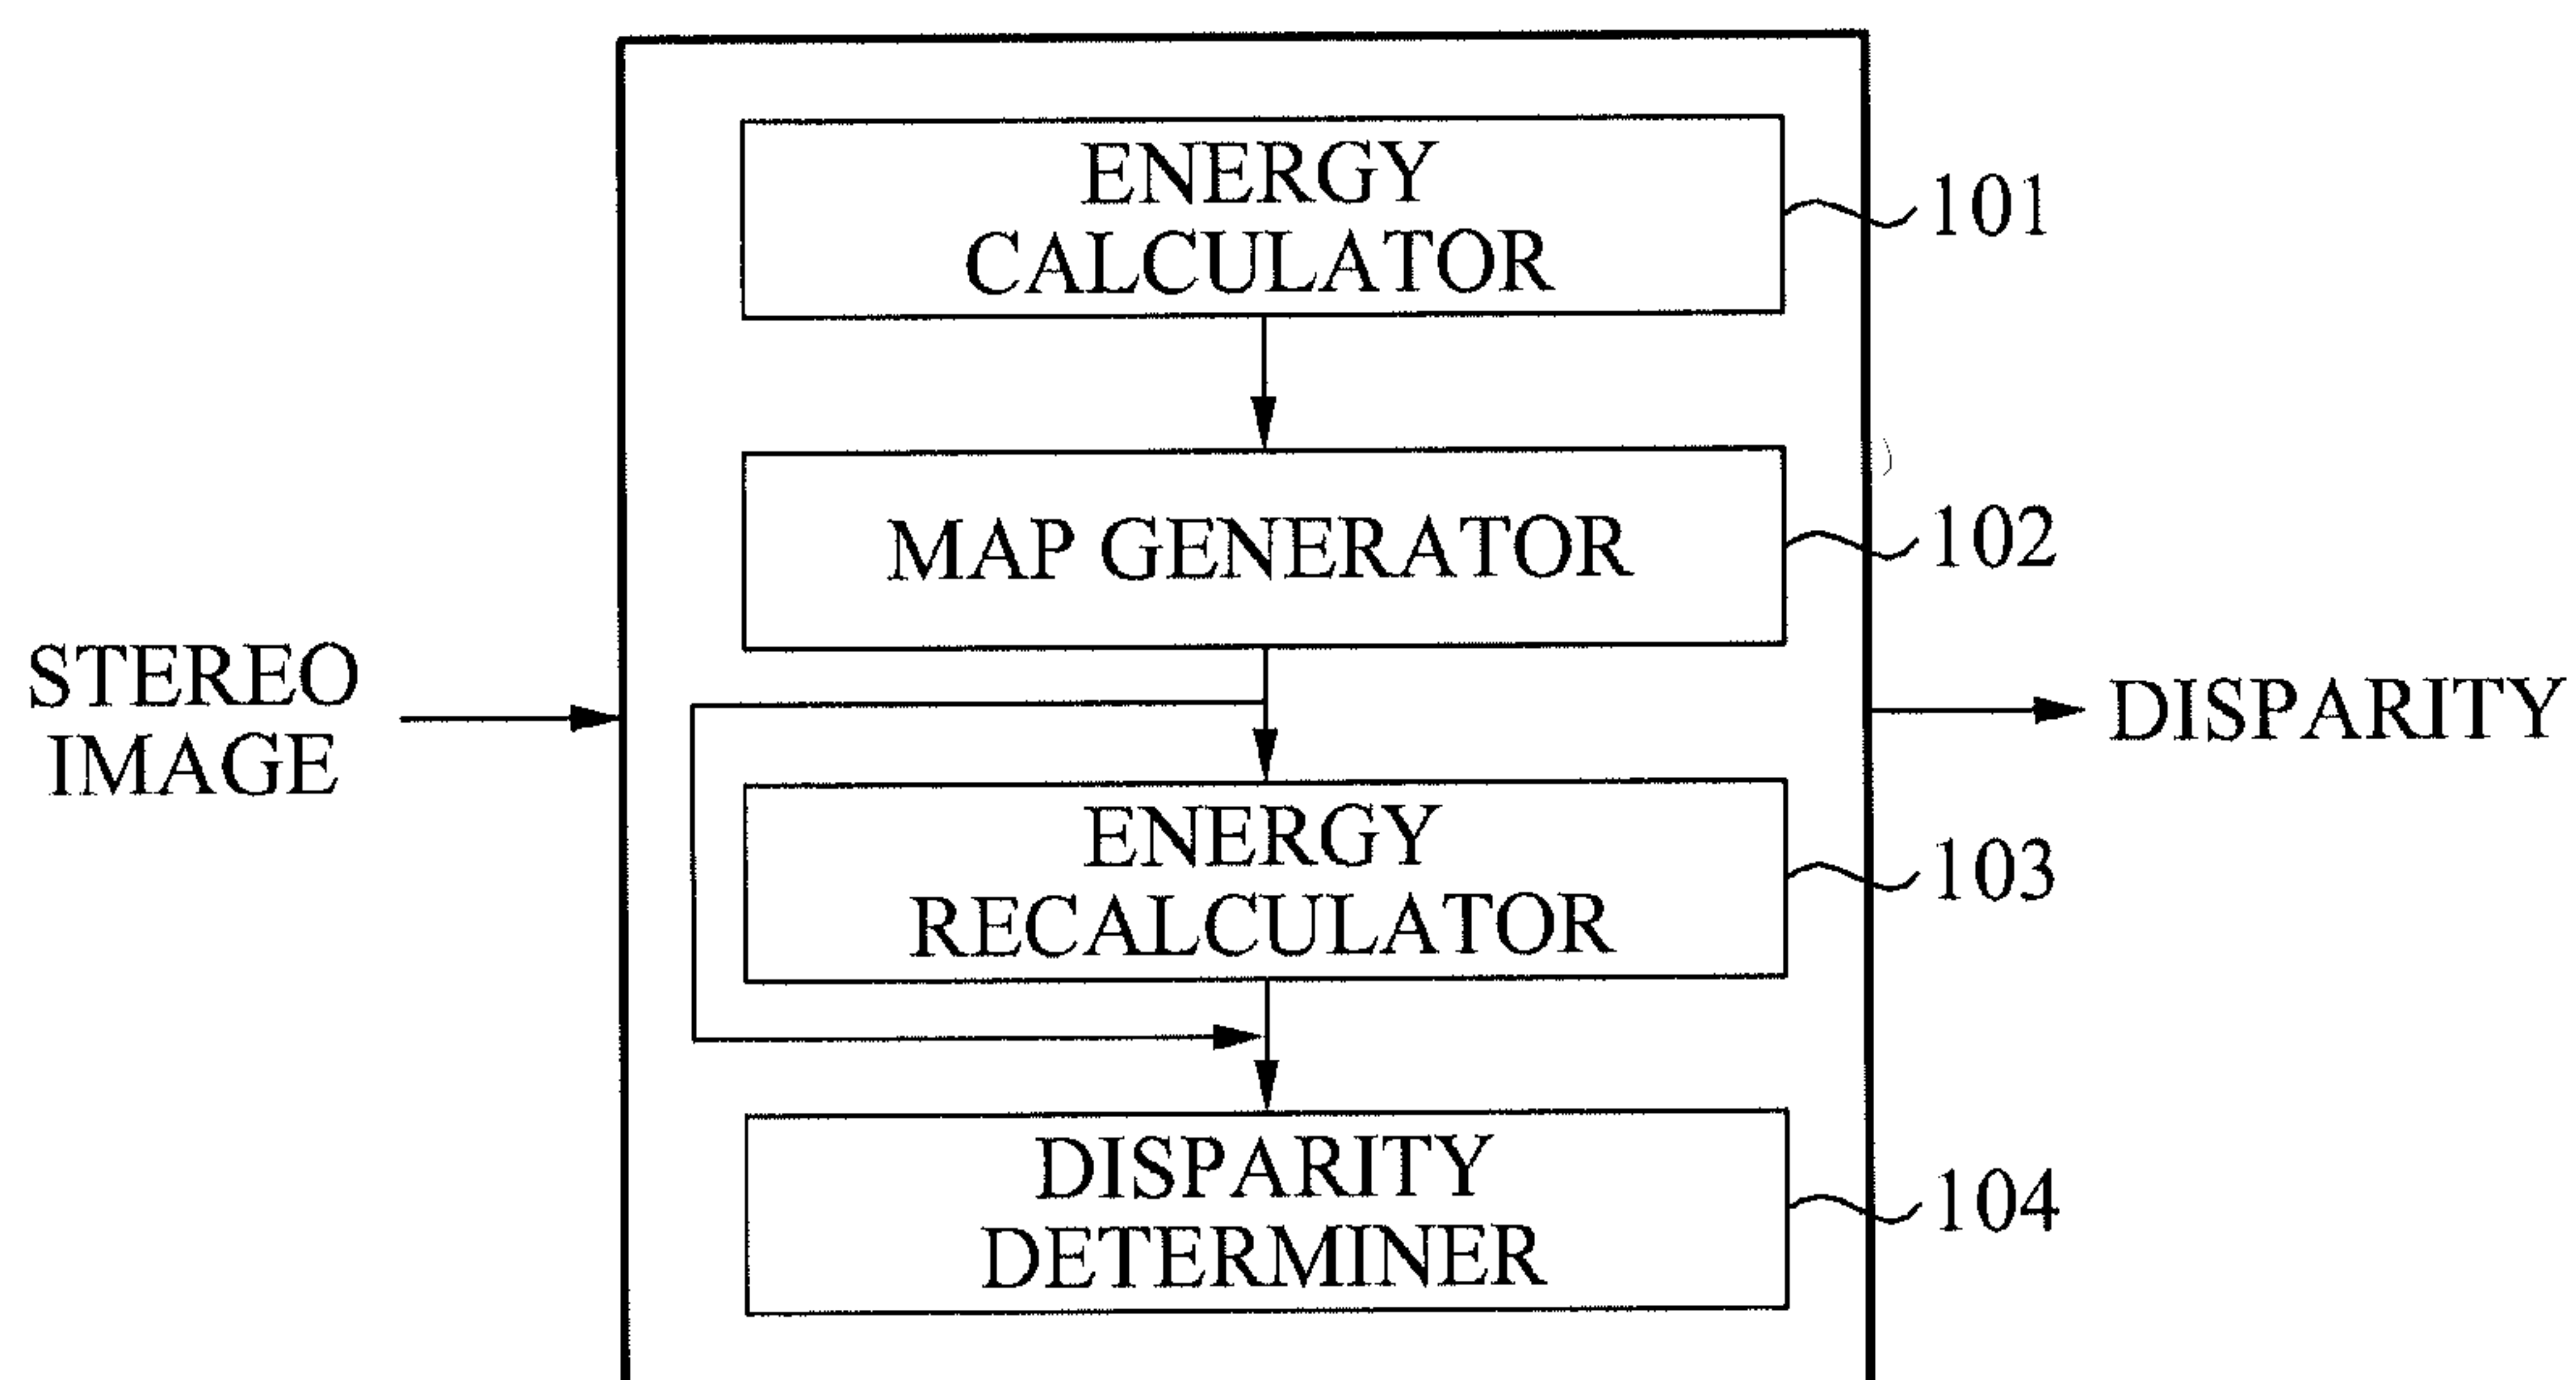 ENERGY
CALCULATOR
101
MAP GENERATOR
102
STEREO
IMAGE
DISPARITY
ENERGY
RECALCULATOR
103
DISPARITY
DETERMINER
104